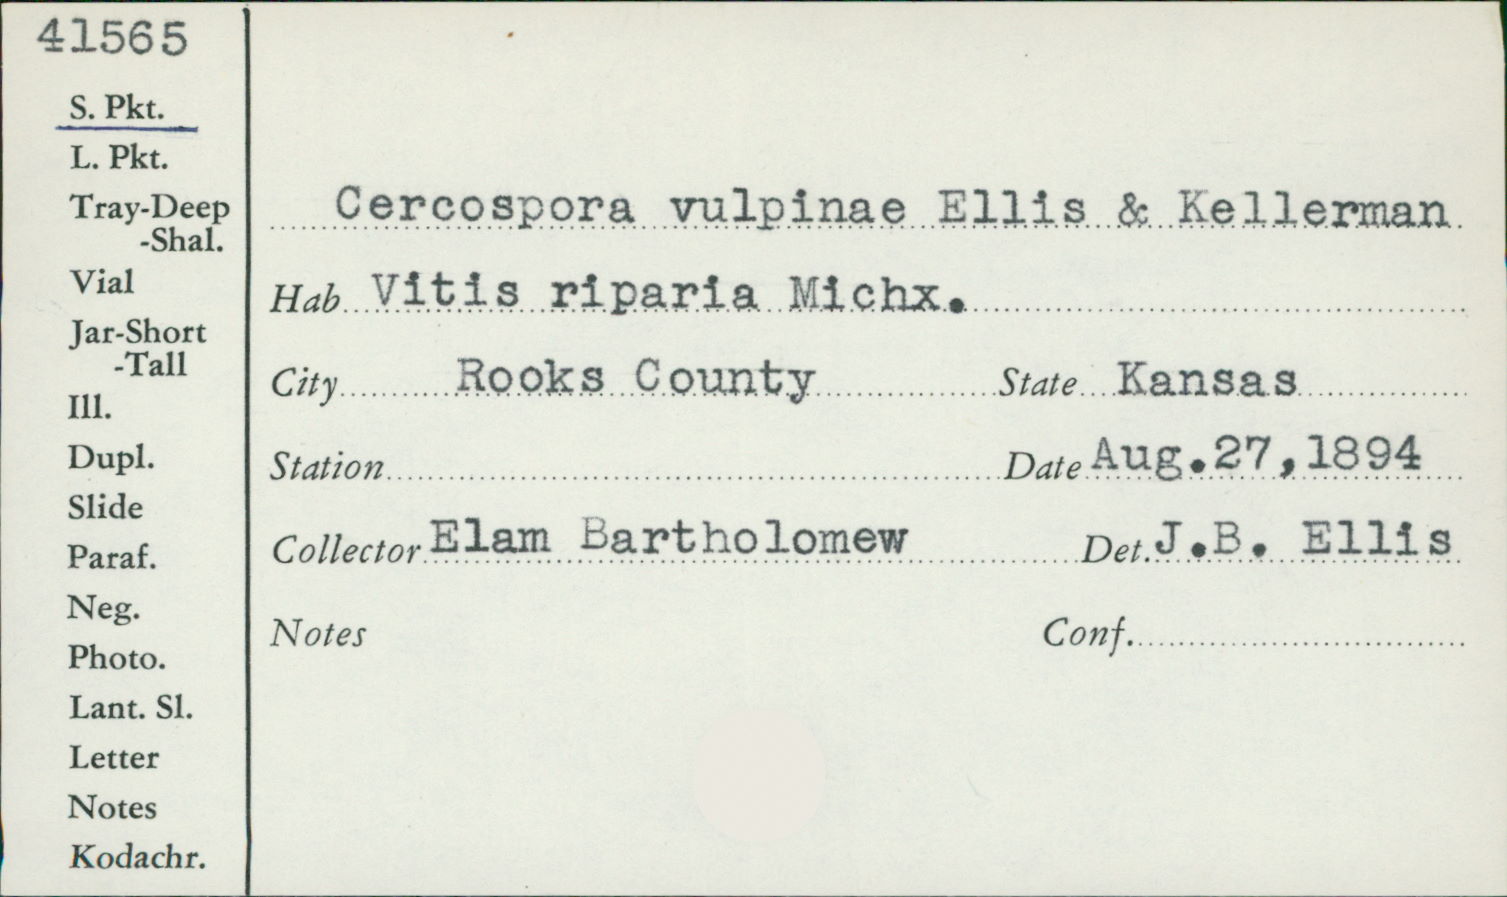 41565
S. Pkt.
L. Pkt.
Tray-Deep
-Shal.
Vial
Jar-Short
-Tall
Ill.
Dupl.
Slide
Paraf.
Neg.
Photo.
Lant. Sl.
Letter
Notes
Kodachr.
Cercospora vulpinae Ellis & Kellerman
Hab Vitis riparia Michx.
City Rooks County State Kansas
Station Date Aug.27,1894
Collector Elam Bartholomew Det. J.B. Ellis
Notes Conf.